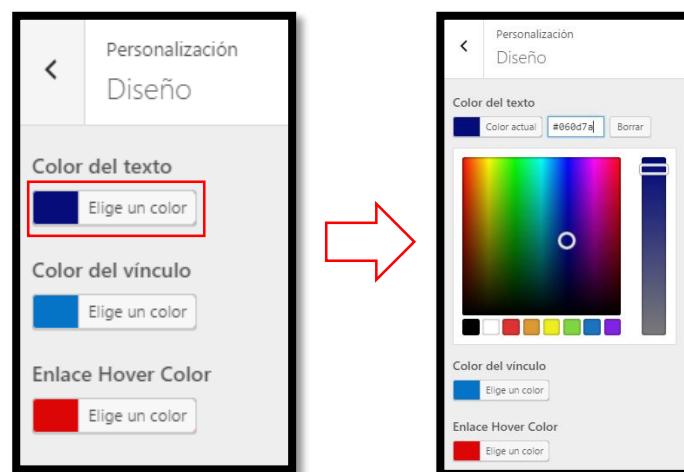 Personalización
Diseño
Color del texto
Elige un color
Color del vínculo
Elige un color
Enlace Hover Color
Elige un color
Personalización
Diseño
Color del texto
Color actual #060d7a Borrar
Color del vínculo
Elige un color
Enlace Hover Color
Elige un color